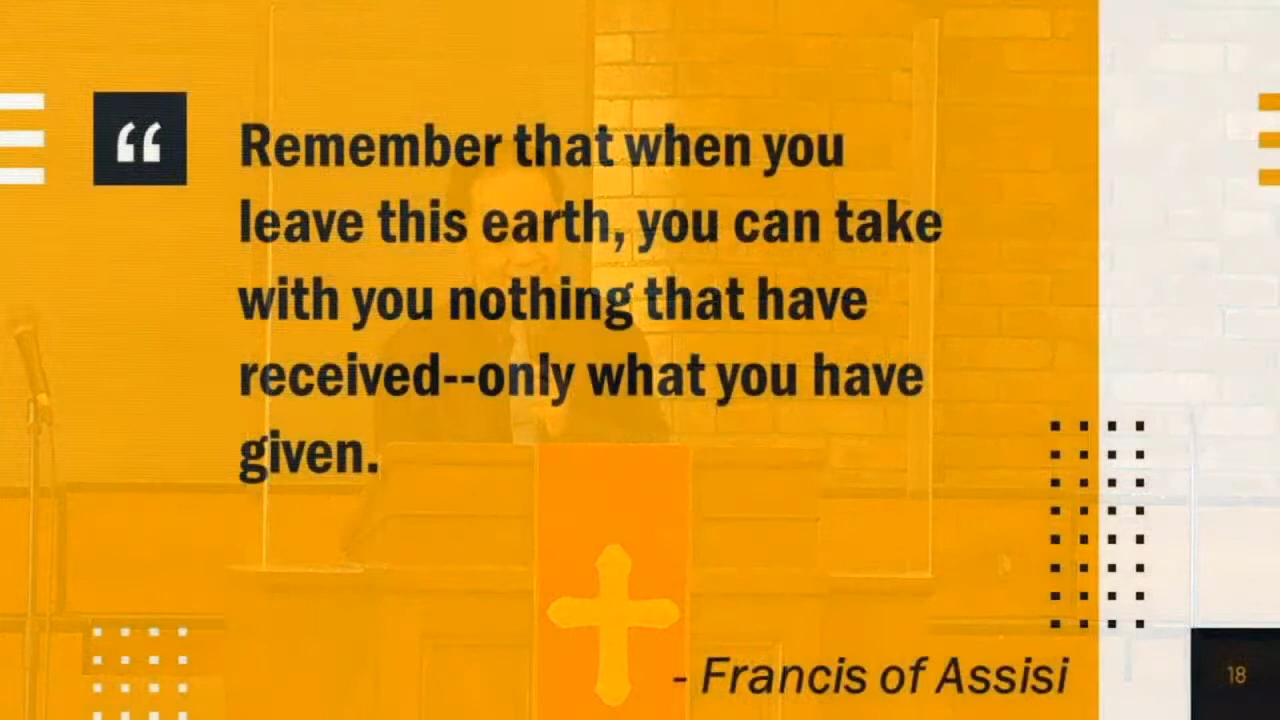 “
Remember that when you
leave this earth, you can take
with you nothing that have
received--only what you have
given.
- Francis of Assisi
18